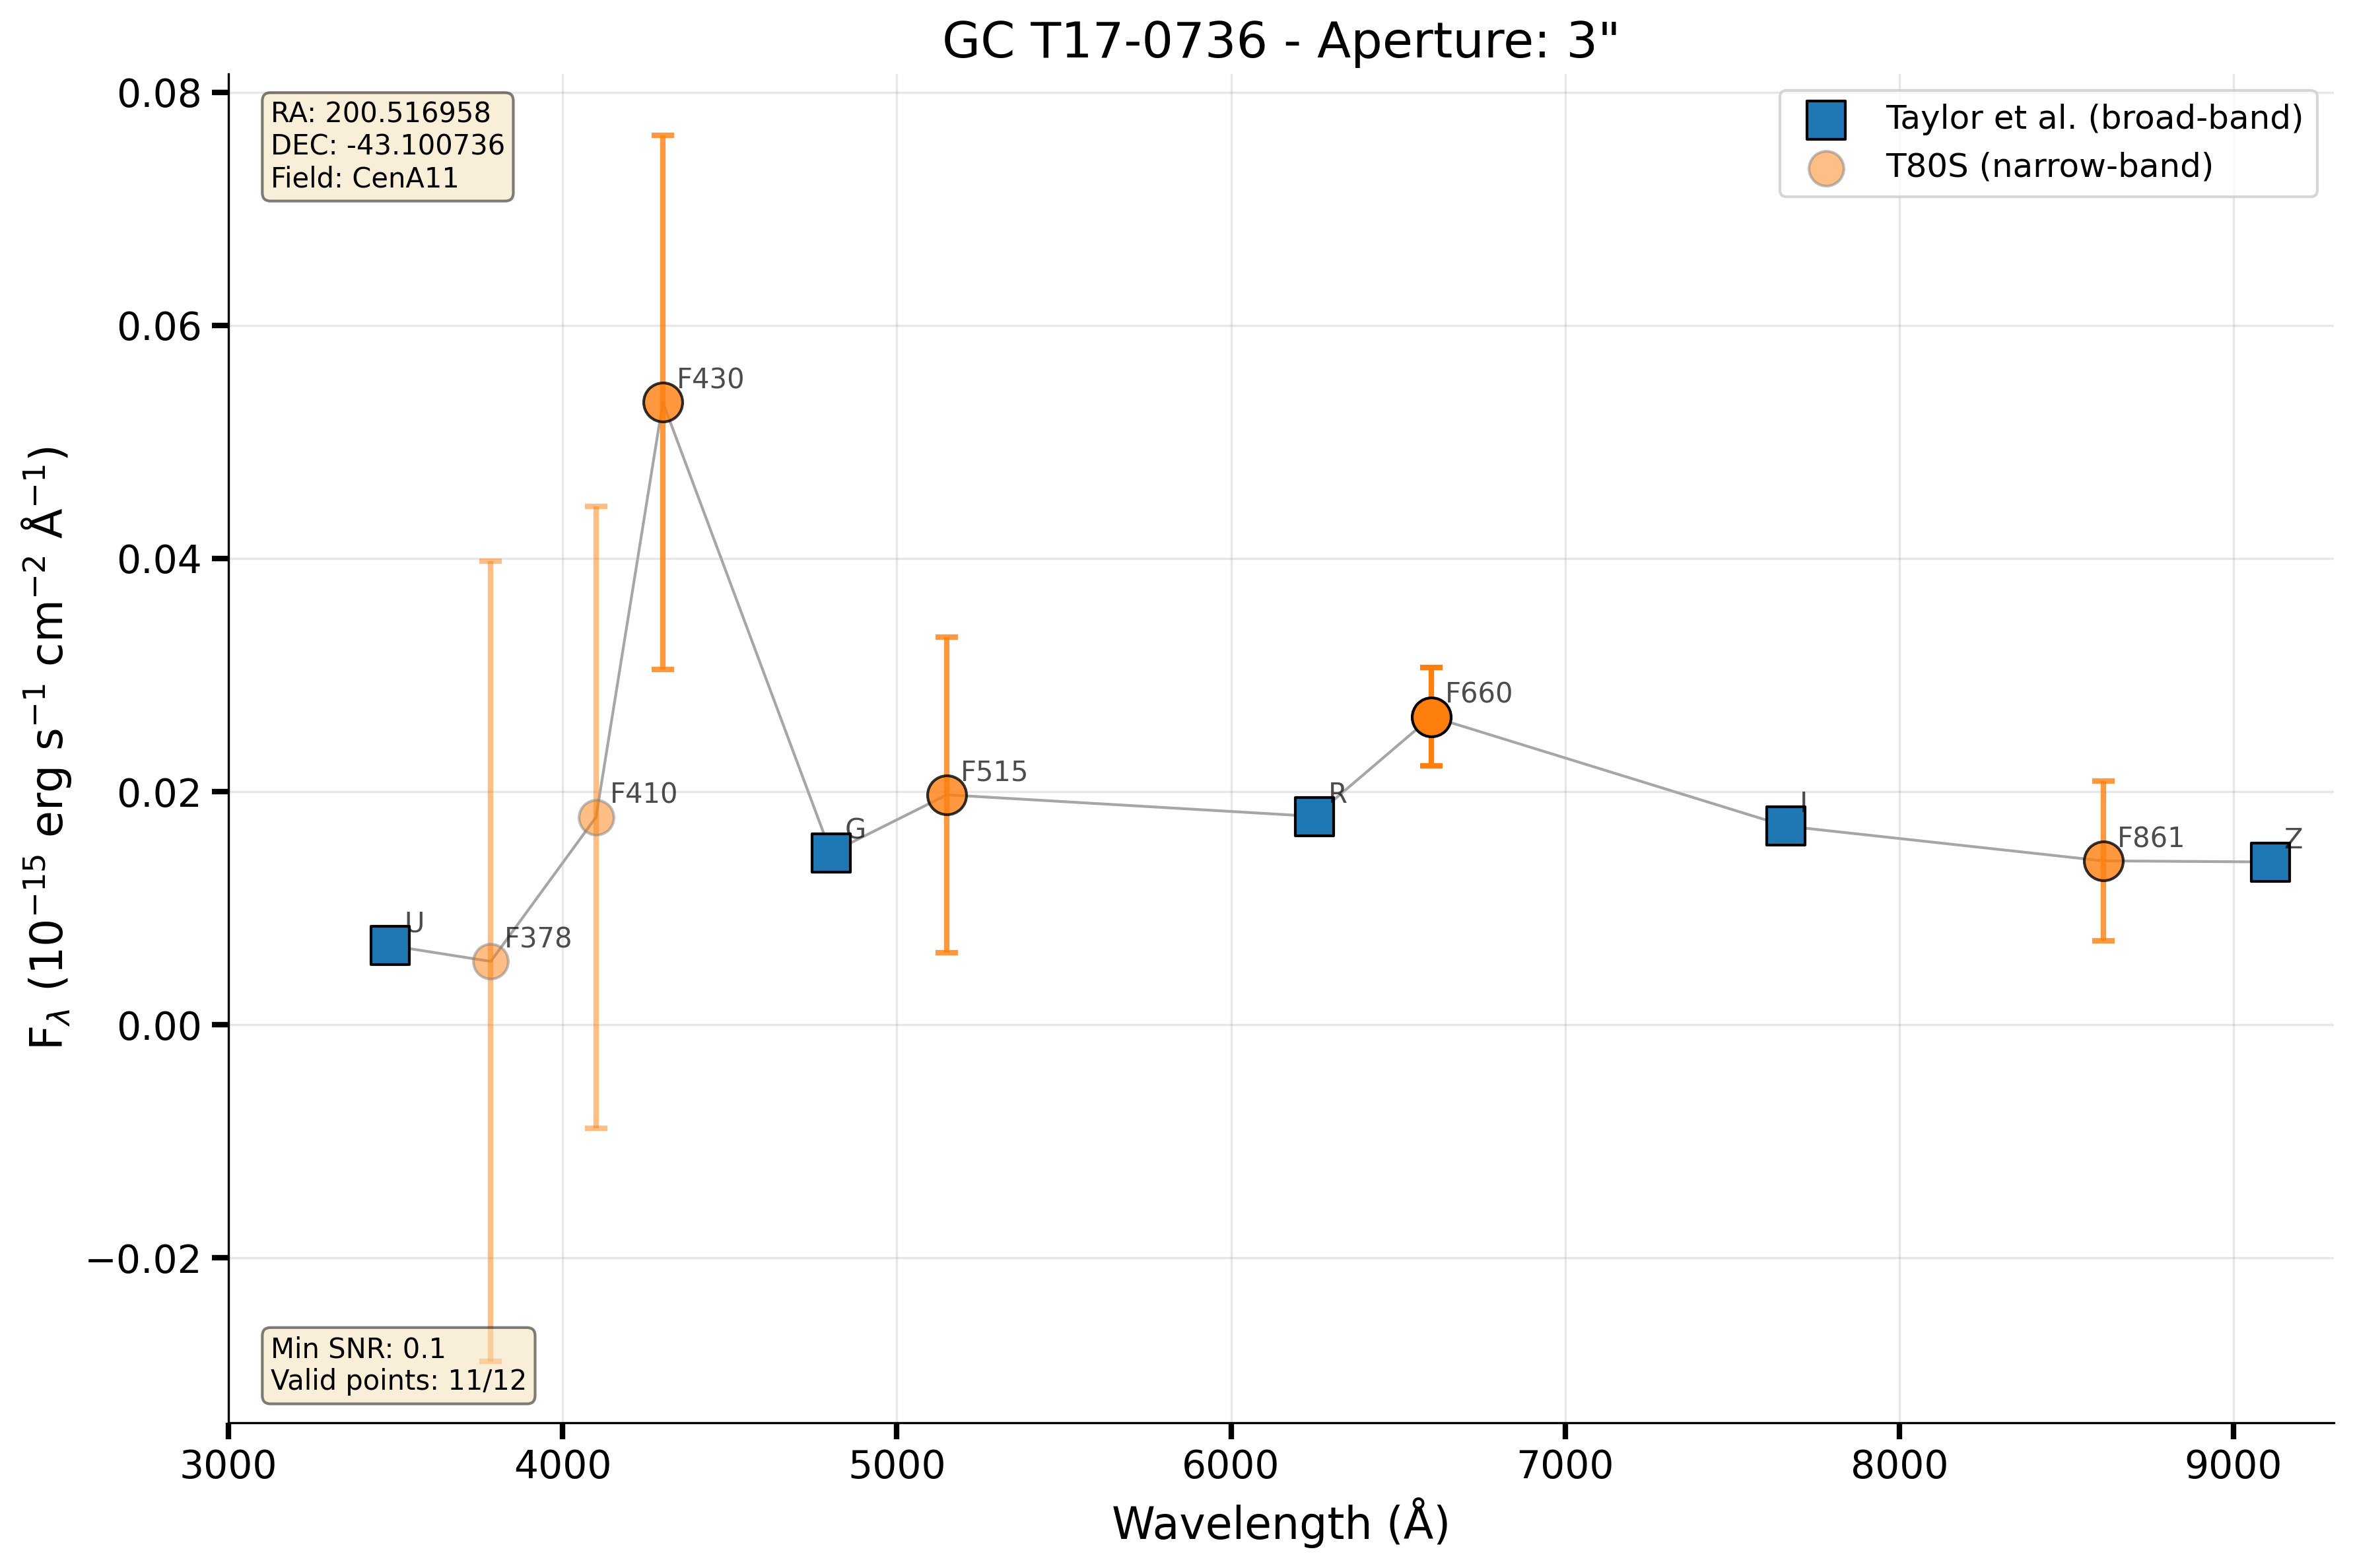 GC T17-0736 - Aperture: 3"
RA: 200.516958
DEC: -43.100736
Field: CenA11
Taylor et al. (broad-band)
T80S (narrow-band)
F$_λ$ (10$^{−15}$ erg s$^{−1}$ cm$^{−2}$ Å$^{−1}$)
0.08
0.06
0.04
0.02
0.00
−0.02
U
F378
F410
F430
G
F515
R
F660
I
F861
Z
Min SNR: 0.1
Valid points: 11/12
3000
4000
5000
6000
7000
8000
9000
Wavelength (Å)